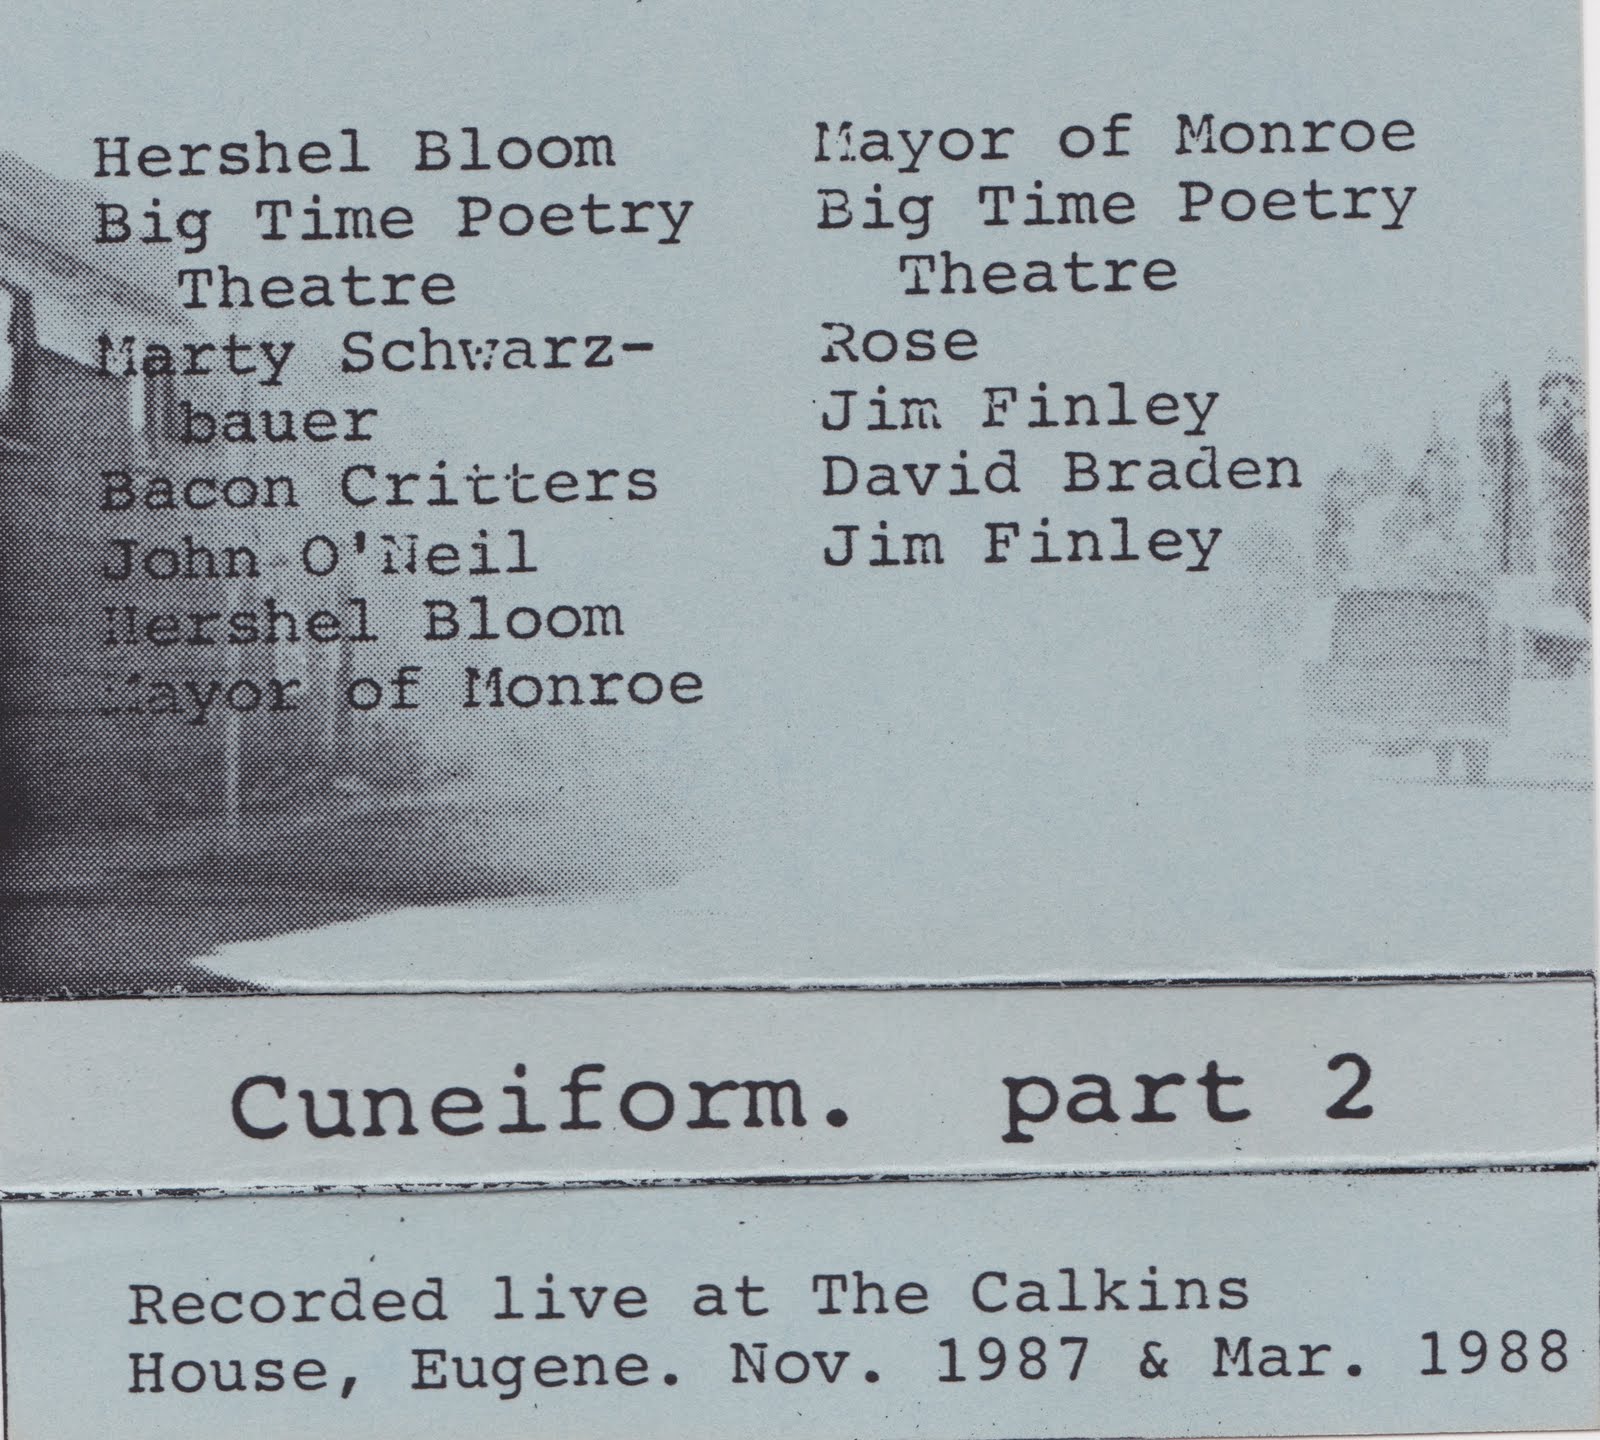 Hershel Bloom
Big Time Poetry
Theatre
Marty Schwarz-
bauer
Bacon Critters
John O'Neil
Hershel Bloom
Mayor of Monroe
Mayor of Monroe
Big Time Poetry
Theatre
Rose
Jim Finley
David Braden
Jim Finley
Cuneiform. part 2
Recorded live at The Calkins
House, Eugene. Nov. 1987 & Mar. 1988